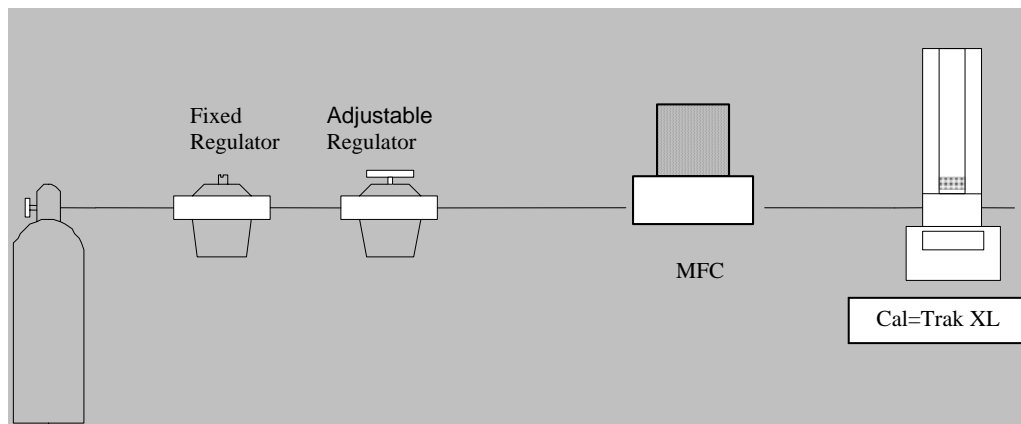 Fixed
Regulator
Adjustable
Regulator
MFC
Cal=Trak XL